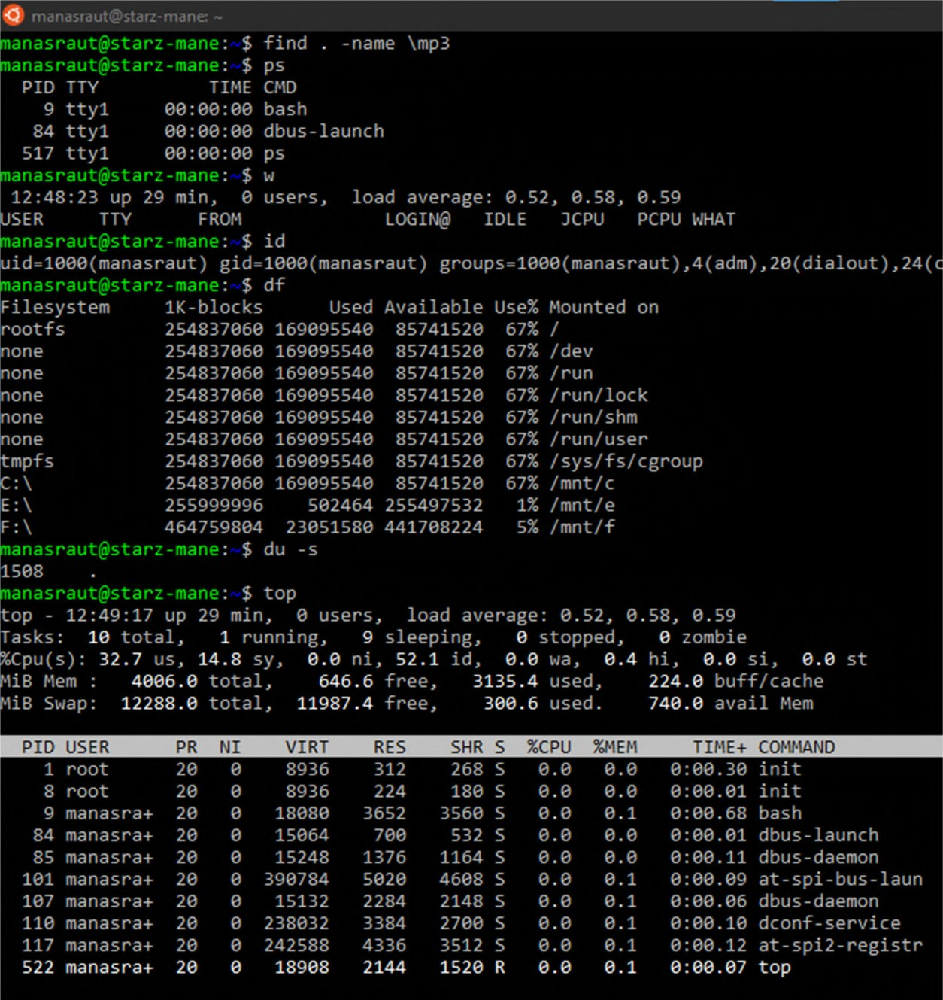 manasraut@starz-mane: ~
manasraut@starz-mane:~$ find . -name \mp3
manasraut@starz-mane:~$ ps
  PID TTY          TIME CMD
    9 tty1     00:00:00 bash
   84 tty1     00:00:00 dbus-launch
  517 tty1     00:00:00 ps
manasraut@starz-mane:~$ w
 12:48:23 up 29 min,  0 users,  load average: 0.52, 0.58, 0.59
USER     TTY      FROM             LOGIN@   IDLE   JCPU   PCPU WHAT
manasraut@starz-mane:~$ id
uid=1000(manasraut) gid=1000(manasraut) groups=1000(manasraut),4(adm),20(dialout),24(c
manasraut@starz-mane:~$ df
Filesystem     1K-blocks      Used Available Use% Mounted on
rootfs         254837060 169095540  85741520  67% /
none           254837060 169095540  85741520  67% /dev
none           254837060 169095540  85741520  67% /run
none           254837060 169095540  85741520  67% /run/lock
none           254837060 169095540  85741520  67% /run/shm
none           254837060 169095540  85741520  67% /run/user
tmpfs          254837060 169095540  85741520  67% /sys/fs/cgroup
C:\            254837060 169095540  85741520  67% /mnt/c
E:\            255999996    502464 255497532   1% /mnt/e
F:\            464759804  23051580 441708224   5% /mnt/f
manasraut@starz-mane:~$ du -s
1508    .
manasraut@starz-mane:~$ top
top - 12:49:17 up 29 min,  0 users,  load average: 0.52, 0.58, 0.59
Tasks:  10 total,   1 running,   9 sleeping,   0 stopped,   0 zombie
%Cpu(s): 32.7 us, 14.8 sy,  0.0 ni, 52.1 id,  0.0 wa,  0.4 hi,  0.0 si,  0.0 st
MiB Mem :   4006.0 total,    646.6 free,   3135.4 used,    224.0 buff/cache
MiB Swap:  12288.0 total,  11987.4 free,    300.6 used.    740.0 avail Mem
  PID USER      PR  NI    VIRT    RES    SHR S  %CPU  %MEM     TIME+ COMMAND
    1 root      20   0    8936    312    268 S   0.0   0.0   0:00.30 init
    8 root      20   0    8936    224    180 S   0.0   0.0   0:00.01 init
    9 manasra+  20   0   18080   3652   3560 S   0.0   0.1   0:00.68 bash
   84 manasra+  20   0   15064    700    532 S   0.0   0.0   0:00.01 dbus-launch
   85 manasra+  20   0   15248   1376   1164 S   0.0   0.0   0:00.11 dbus-daemon
  101 manasra+  20   0  390784   5020   4608 S   0.0   0.1   0:00.09 at-spi-bus-laun
  107 manasra+  20   0   15132   2284   2148 S   0.0   0.1   0:00.06 dbus-daemon
  110 manasra+  20   0  238032   3384   2700 S   0.0   0.1   0:00.10 dconf-service
  117 manasra+  20   0  242588   4336   3512 S   0.0   0.1   0:00.12 at-spi2-registr
  522 manasra+  20   0   18908   2144   1520 R   0.0   0.1   0:00.07 top